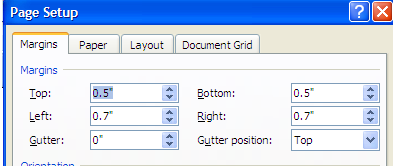 Page Setup
Margins Paper Layout Document Grid
Margins
Top: 0.5" Bottom: 0.5"
Left: 0.7" Right: 0.7"
Gutter: 0" Gutter position: Top
Orientation